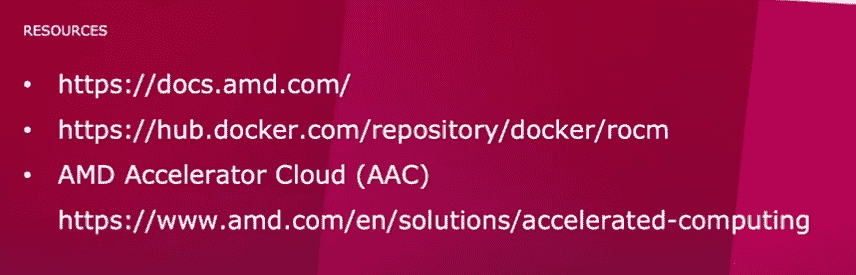 RESOURCES
• https://docs.amd.com/
• https://hub.docker.com/repository/docker/rocm
• AMD Accelerator Cloud (AAC)
https://www.amd.com/en/solutions/accelerated-computing